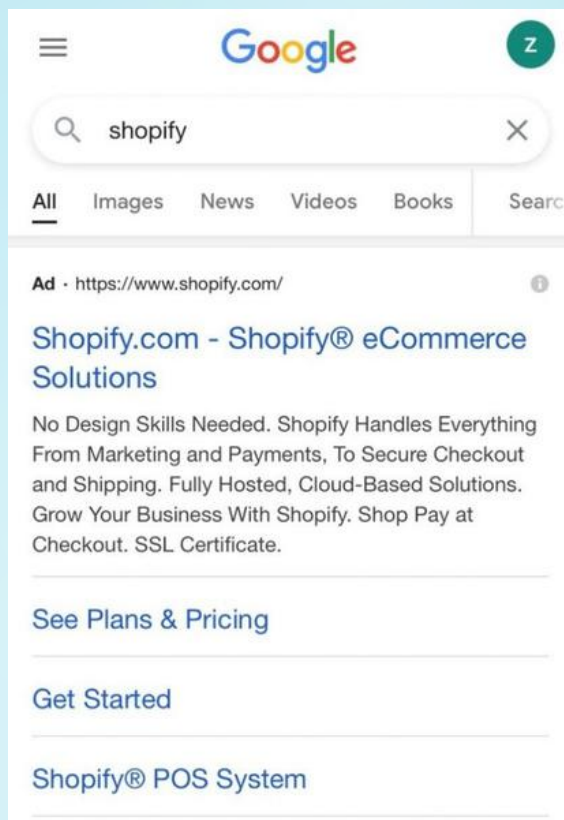 Google
Z
shopify
All Images News Videos Books Searc
Ad · https://www.shopify.com/
Shopify.com - Shopify® eCommerce
Solutions
No Design Skills Needed. Shopify Handles Everything
From Marketing and Payments, To Secure Checkout
and Shipping. Fully Hosted, Cloud-Based Solutions.
Grow Your Business With Shopify. Shop Pay at
Checkout. SSL Certificate.
See Plans & Pricing
Get Started
Shopify® POS System